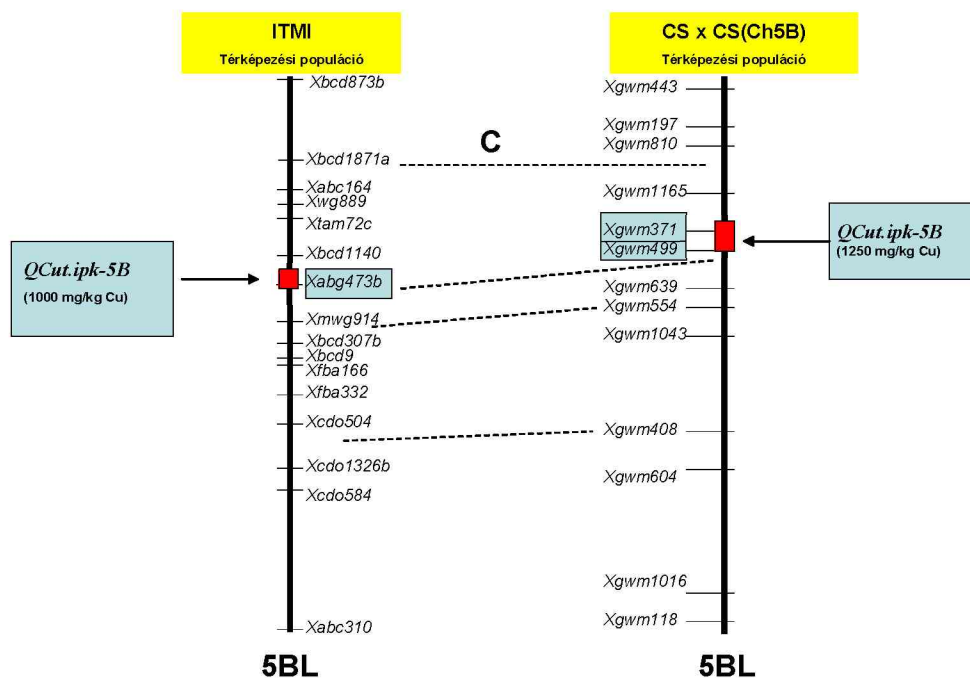 ITMI
Térképezési populáció
Xbcd873b
Xbcd1871a
Xabc164
Xwg889
Xtam72c
Xbcd1140
Xabg473b
Xmwg914
Xbcd307b
Xbcd9
Xfba166
Xfba332
Xcdo504
Xcdo1326b
Xcdo584
Xabc310
5BL
QCut.ipk-5B
(1000 mg/kg Cu)
C
CS x CS(Ch5B)
Térképezési populáció
Xgwm443
Xgwm197
Xgwm810
Xgwm1165
Xgwm371
Xgwm499
Xgwm639
Xgwm554
Xgwm1043
Xgwm408
Xgwm604
Xgwm1016
Xgwm118
5BL
QCut.ipk-5B
(1250 mg/kg Cu)